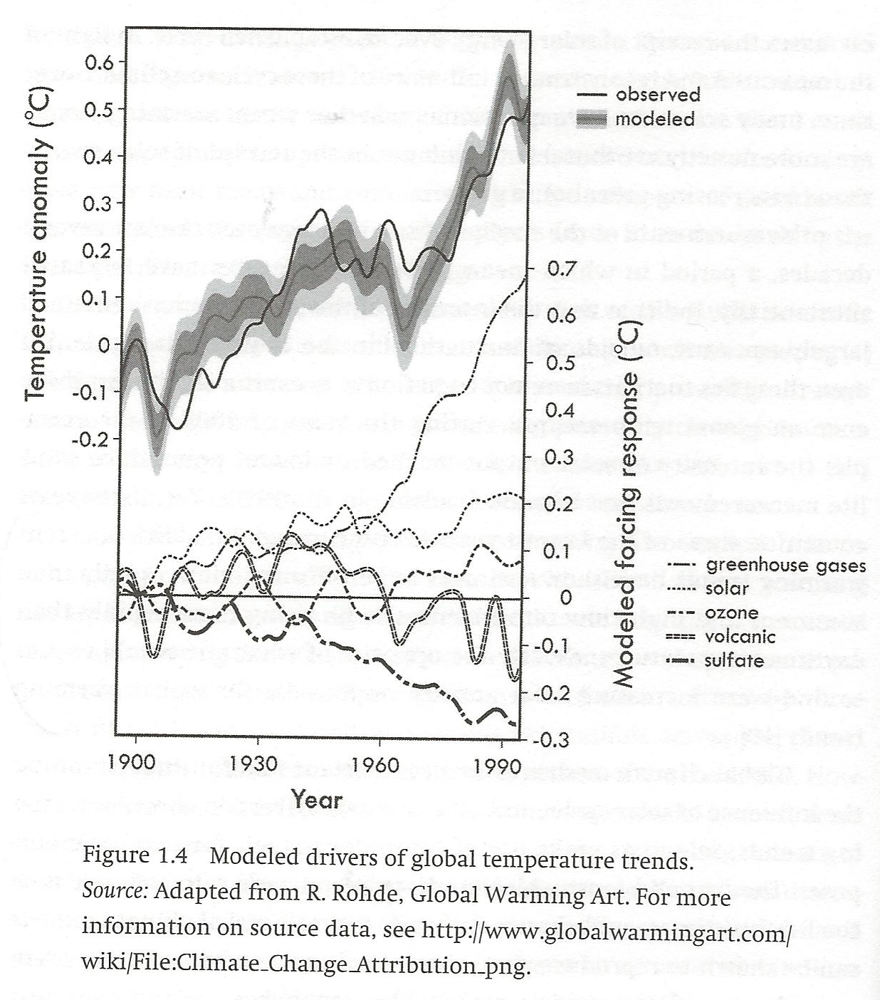 0.6
0.5
0.4
0.3
0.2
0.1
0
-0.1
-0.2
Temperature anomaly (°C)
observed
modeled
0.7
0.6
0.5
0.4
0.3
0.2
0.1
0
-0.1
-0.2
-0.3
Modeled forcing response (°C)
greenhouse gases
solar
ozone
volcanic
sulfate
1900 1930 1960 1990
Year
Figure 1.4 Modeled drivers of global temperature trends.
Source: Adapted from R. Rohde, Global Warming Art. For more
information on source data, see http://www.globalwarmingart.com/
wiki/File:Climate_Change_Attribution_png.